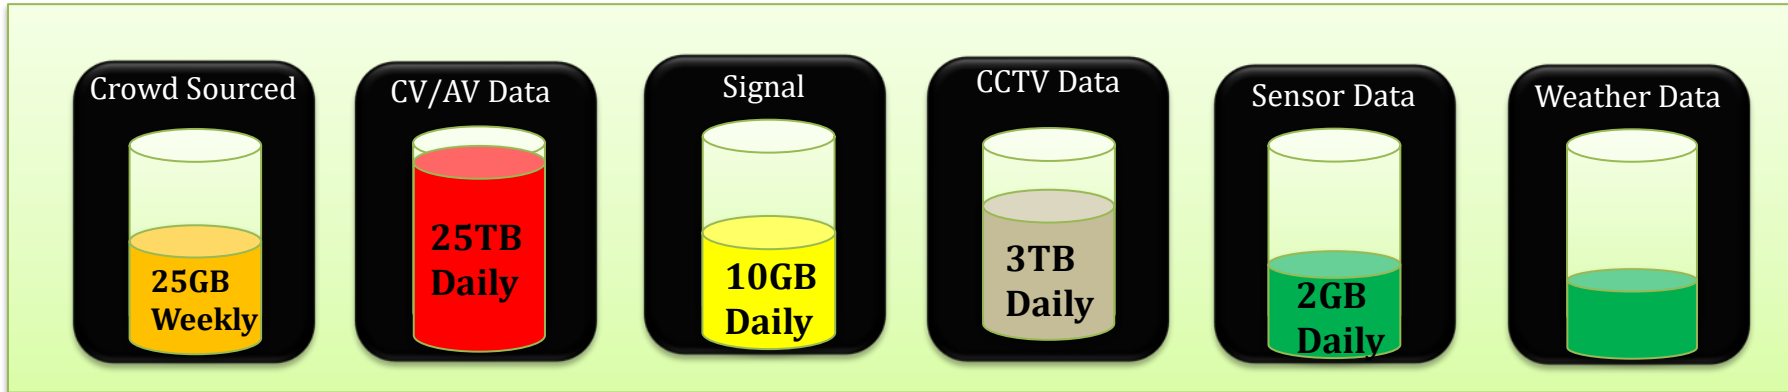 Crowd Sourced
25GB
Weekly
CV/AV Data
25TB
Daily
Signal
10GB
Daily
CCTV Data
3TB
Daily
Sensor Data
2GB
Daily
Weather Data